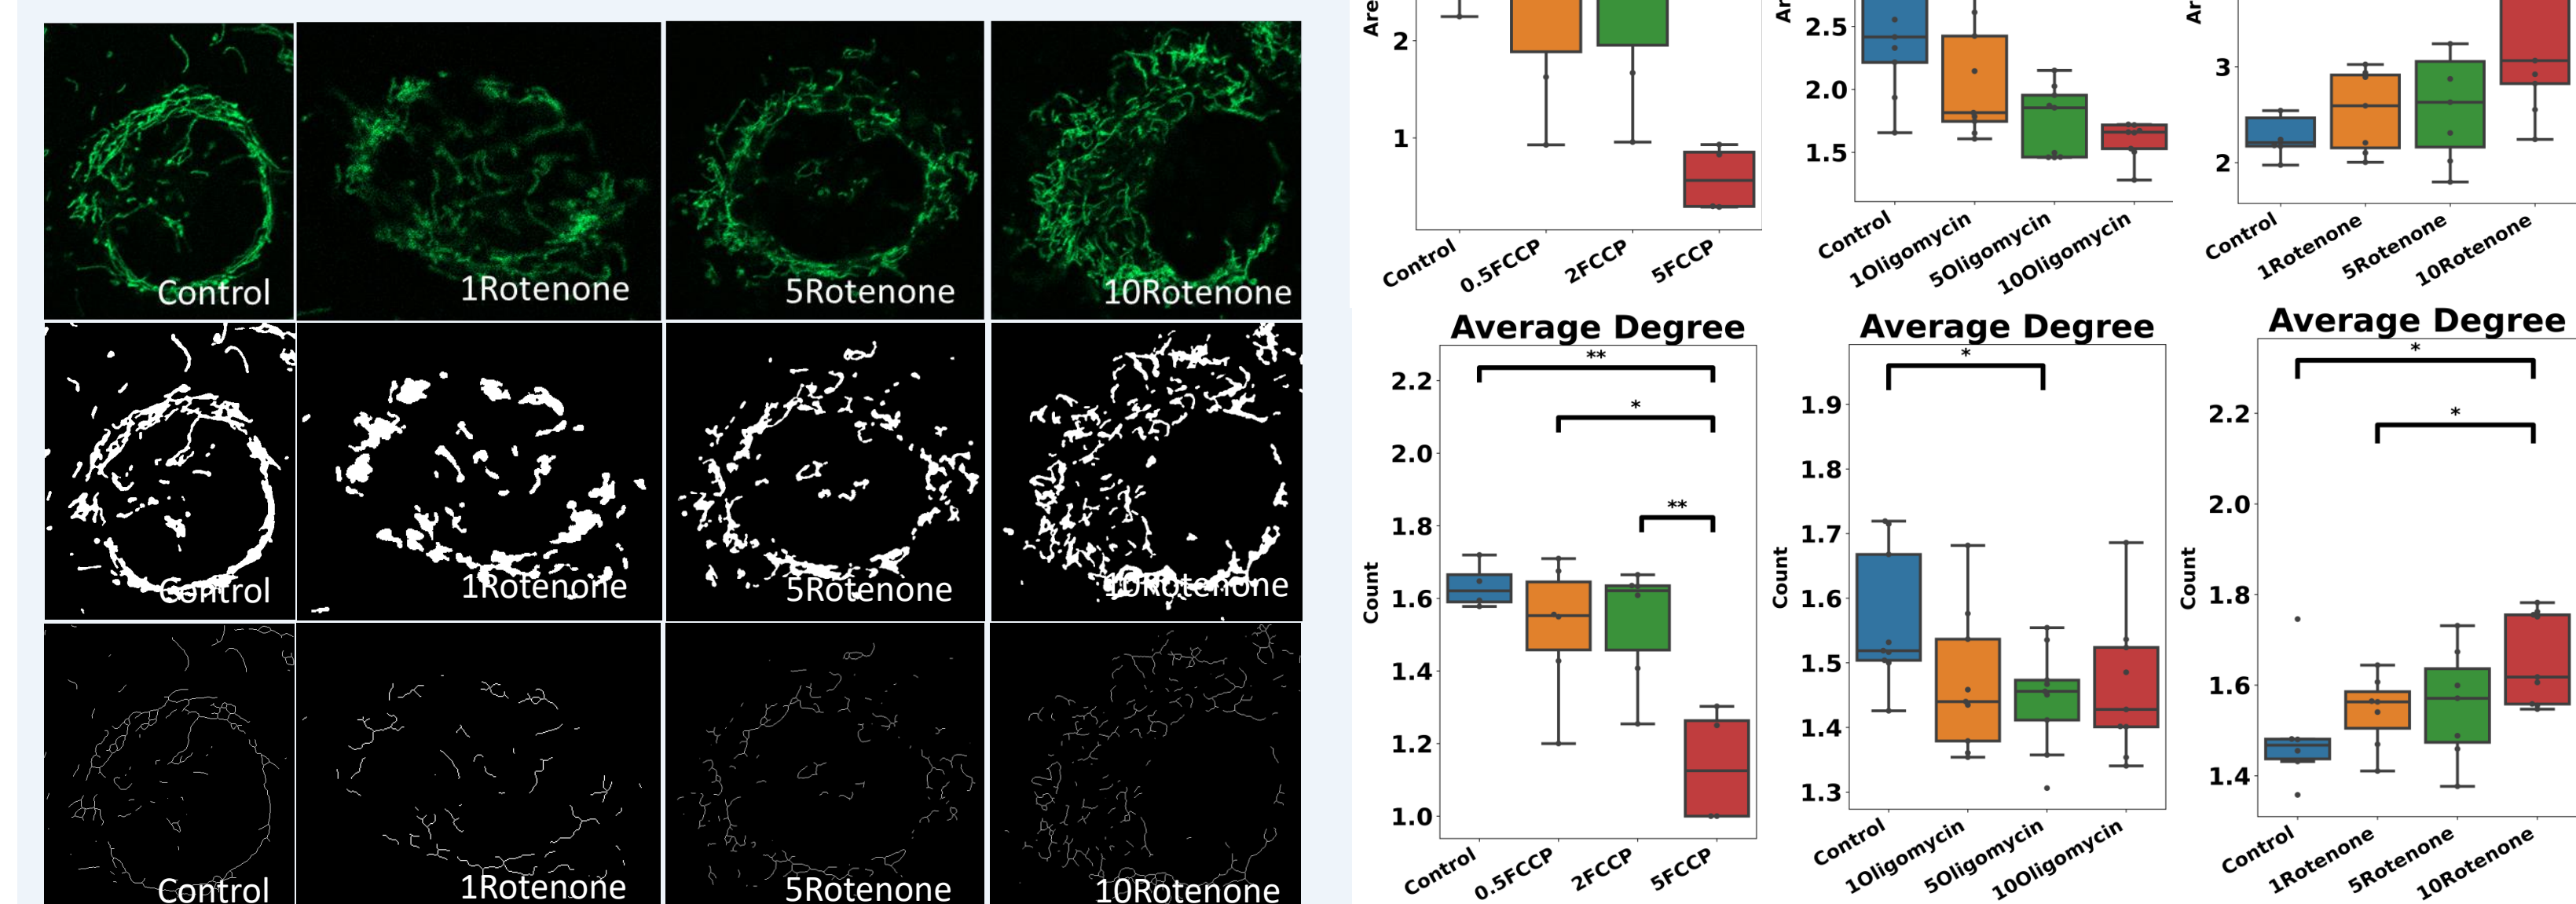 Control
1Rotenone
5Rotenone
10Rotenone
Control
1Rotenone
5Rotenone
10Rotenone
Control
1Rotenone
5Rotenone
10Rotenone
2
1
Control
0.5FCCP
2FCCP
5FCCP
2.5
2.0
1.5
Control
1Oligomycin
5Oligomycin
10Oligomycin
3
2
Control
1Rotenone
5Rotenone
10Rotenone
Average Degree
**
*
**
Count
2.2
2.0
1.8
1.6
1.4
1.2
1.0
Control
0.5FCCP
2FCCP
5FCCP
Average Degree
*
Count
1.9
1.8
1.7
1.6
1.5
1.4
1.3
Control
1Oligomycin
5Oligomycin
10Oligomycin
Average Degree
*
*
Count
2.2
2.0
1.8
1.6
1.4
Control
1Rotenone
5Rotenone
10Rotenone